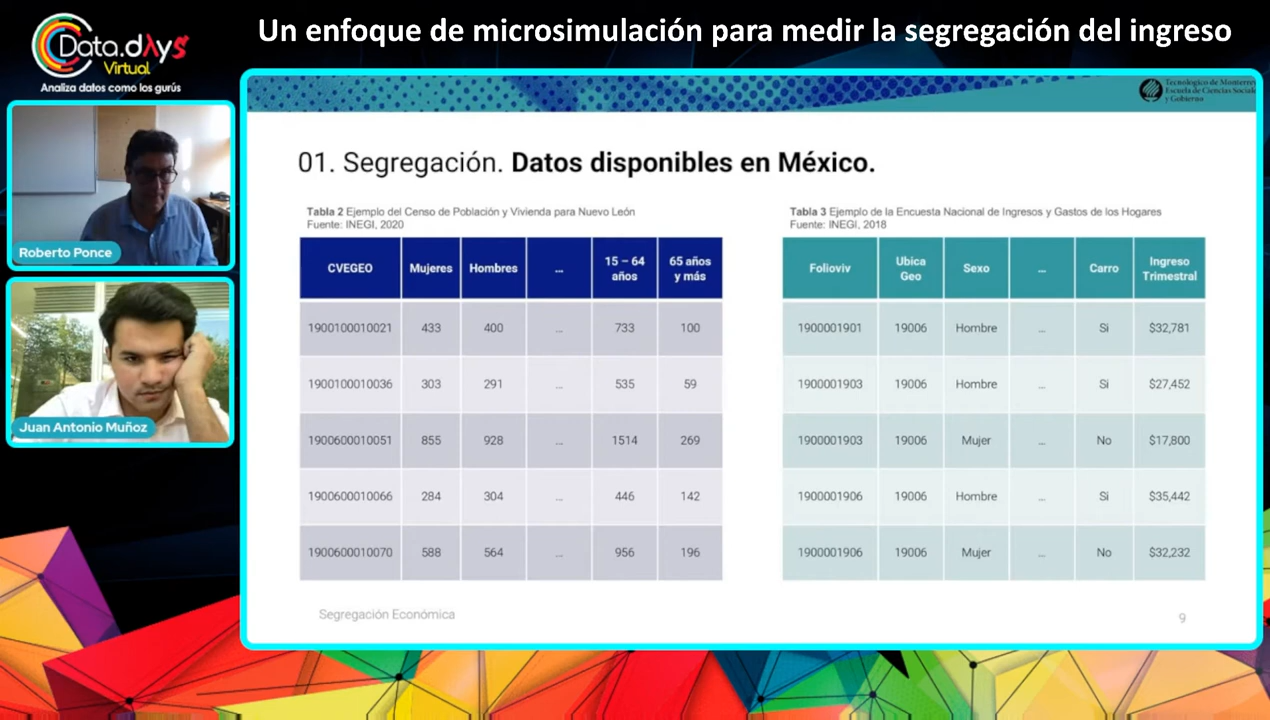 Un enfoque de microsimulación para medir la segregación del ingreso
Data.dAys
Virtual
Analiza datos como los gurús
Roberto Ponce
Juan Antonio Muñoz
Tecnológico de Monterrey
Escuela de Ciencias Sociales
y Gobierno
01. Segregación. Datos disponibles en México.
Tabla 2 Ejemplo del Censo de Población y Vivienda para Nuevo León
Fuente: INEGI, 2020
CVEGEO Mujeres Hombres ... 15 – 64 años 65 años y más
1900100010021 433 400 ... 733 100
1900100010036 303 291 ... 535 59
1900600010051 855 928 ... 1514 269
1900600010066 284 304 ... 446 142
1900600010070 588 564 ... 956 196
Tabla 3 Ejemplo de la Encuesta Nacional de Ingresos y Gastos de los Hogares
Fuente: INEGI, 2018
Folioviv Ubica Geo Sexo ... Carro Ingreso Trimestral
1900001901 19006 Hombre ... Sí $32,781
1900001903 19006 Hombre ... Sí $27,452
1900001903 19006 Mujer ... No $17,800
1900001906 19006 Hombre ... Sí $35,442
1900001906 19006 Mujer ... No $32,232
Segregación Económica
9